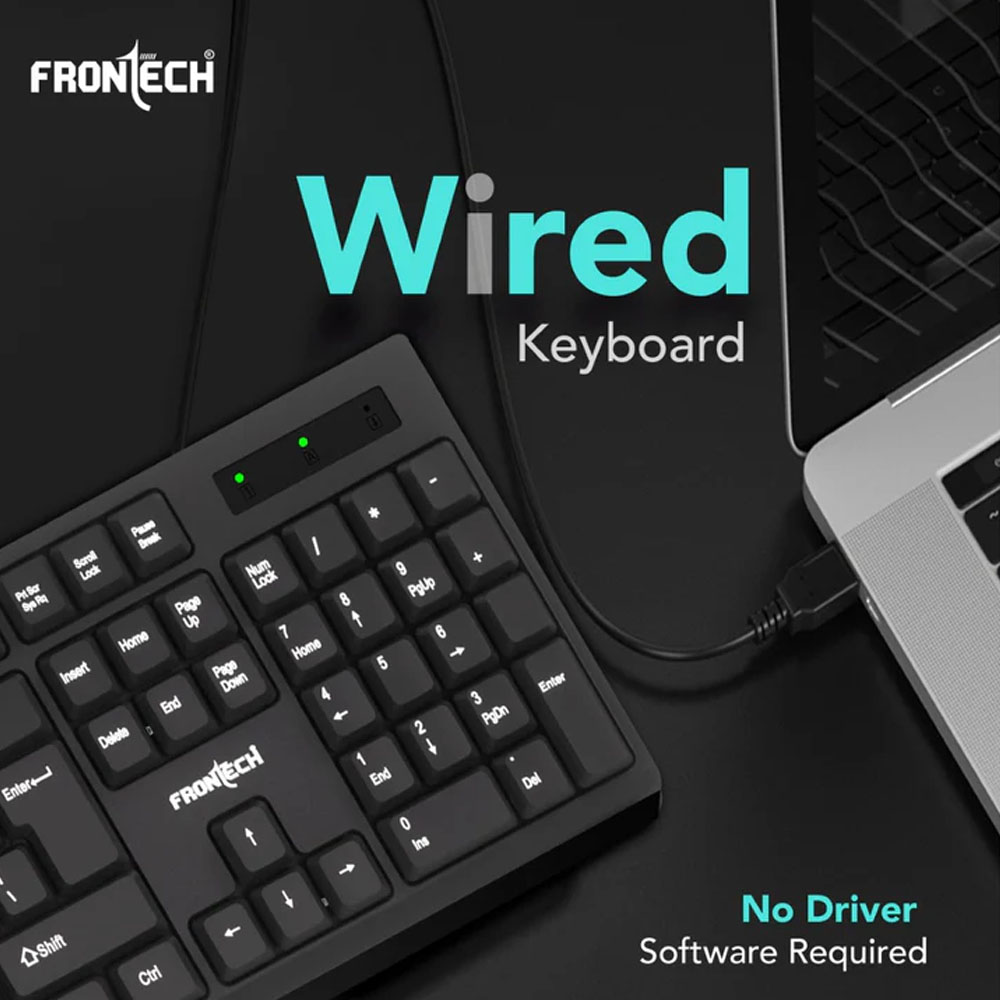 FRONTECH®
Wired
Keyboard
Pause
Break
Scroll
Lock
Prt Scr
Sys Rq
Num
Lock
/
*
-
7
Home
8
↑
9
PgUp
+
Insert
Home
Page
Up
4
←
5
6
→
Delete
End
Page
Down
1
End
2
↓
3
PgDn
Enter
0
Ins
.
Del
FRONTECH
Enter
\
↑
←
↓
→
Shift
Ctrl
No Driver
Software Required